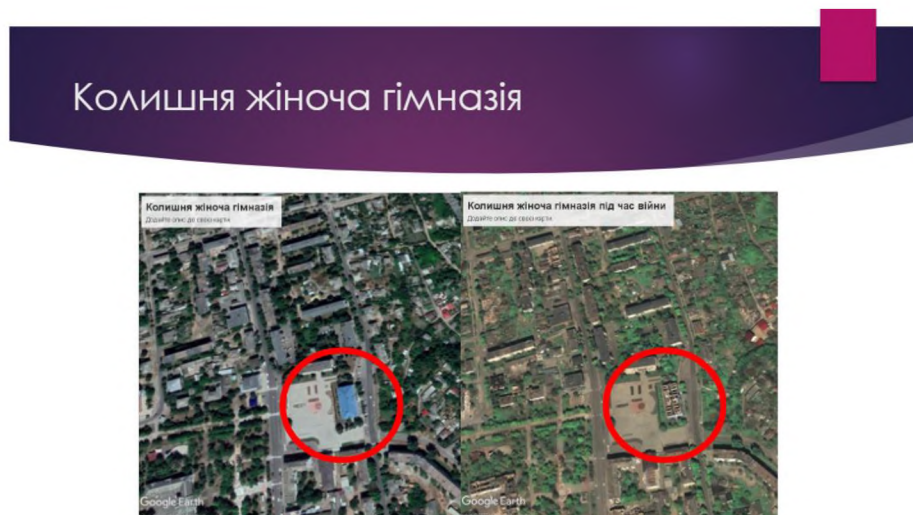 Колишня жіноча гімназія
Колишня жіноча гімназія
Додайте опис до своєї карти
Колишня жіноча гімназія під час війни
Додайте опис до своєї карти
Google Earth
Google Earth